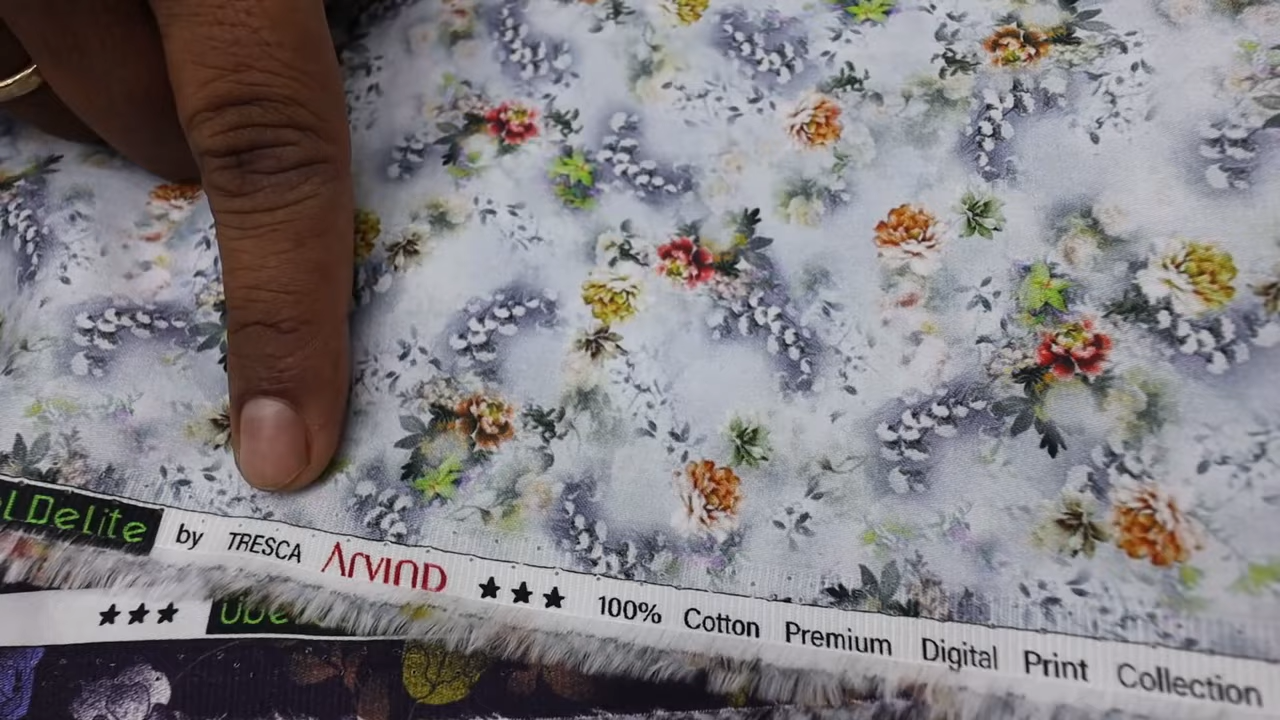 Delite by TRESCA ARVIND ★★★ 100% Cotton Premium Digital Print Collection
★★★